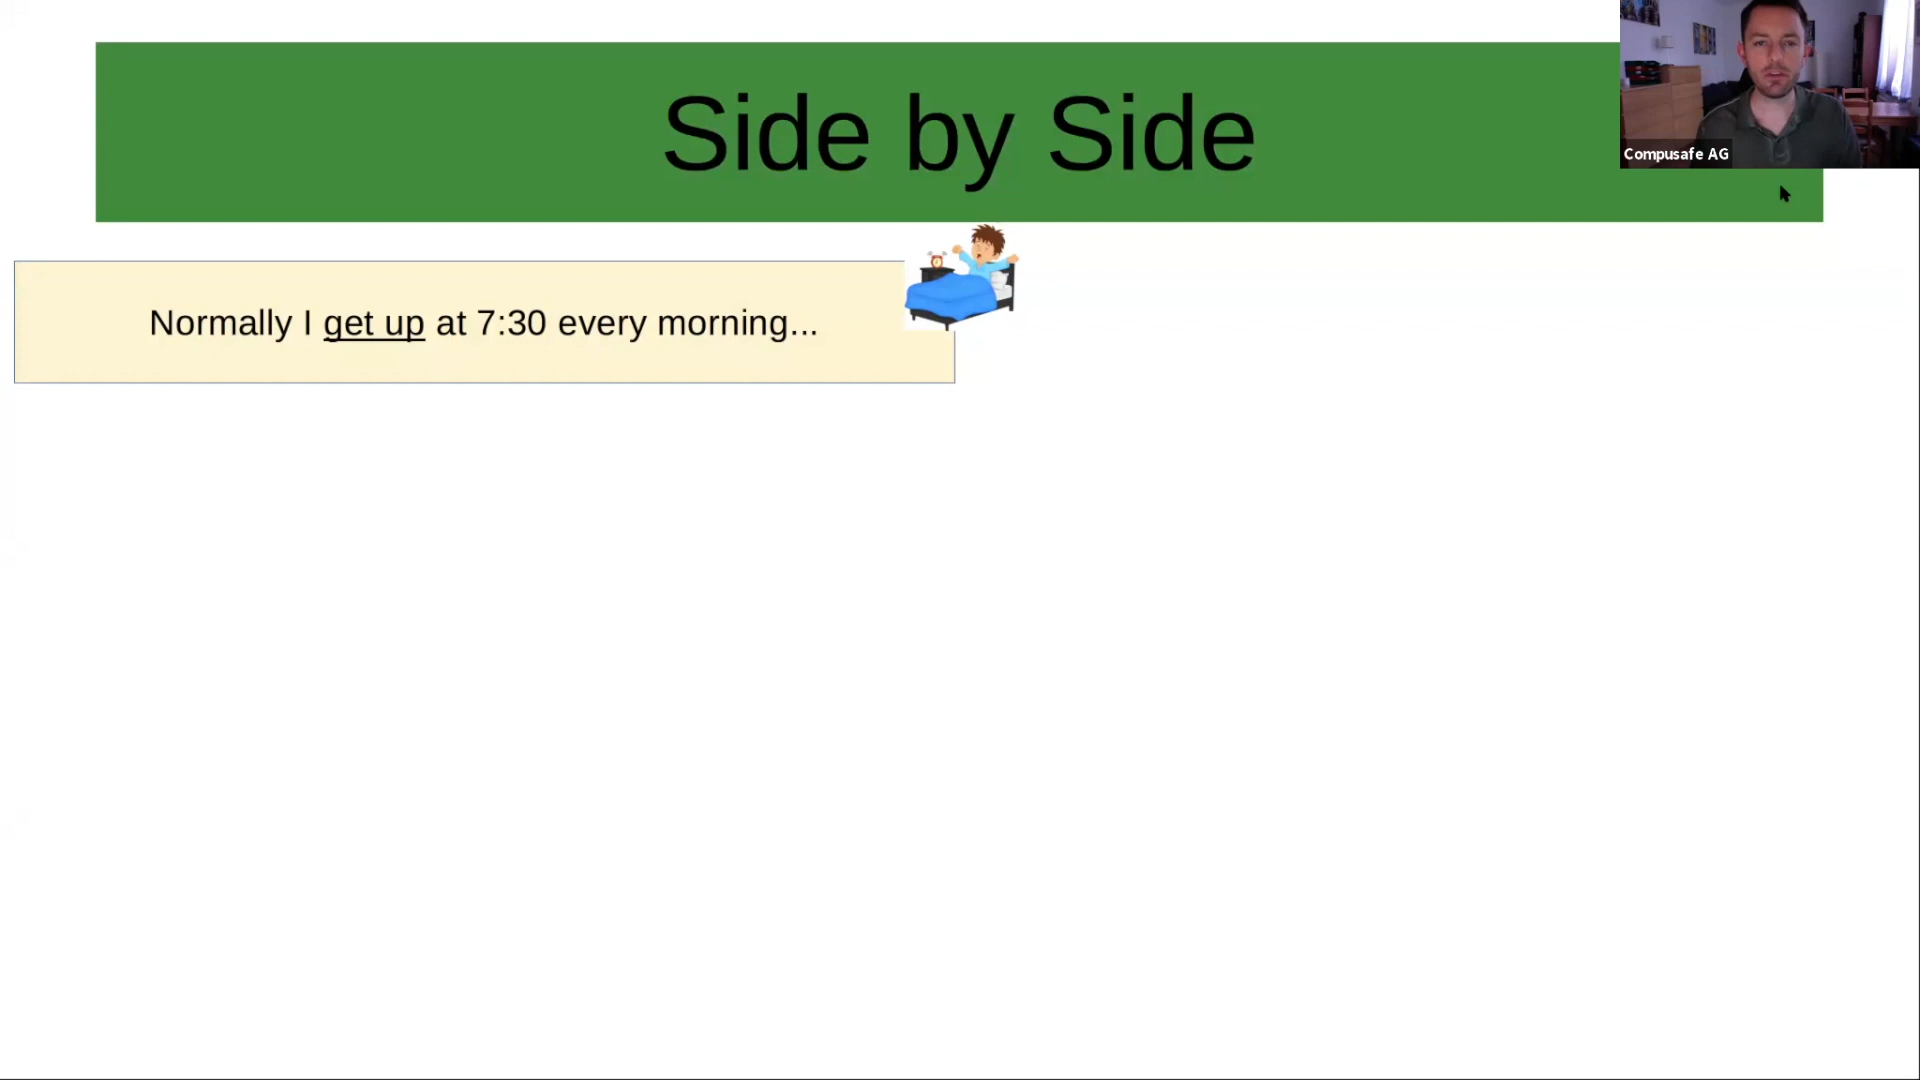 Side by Side
Compusafe AG
Normally I get up at 7:30 every morning...